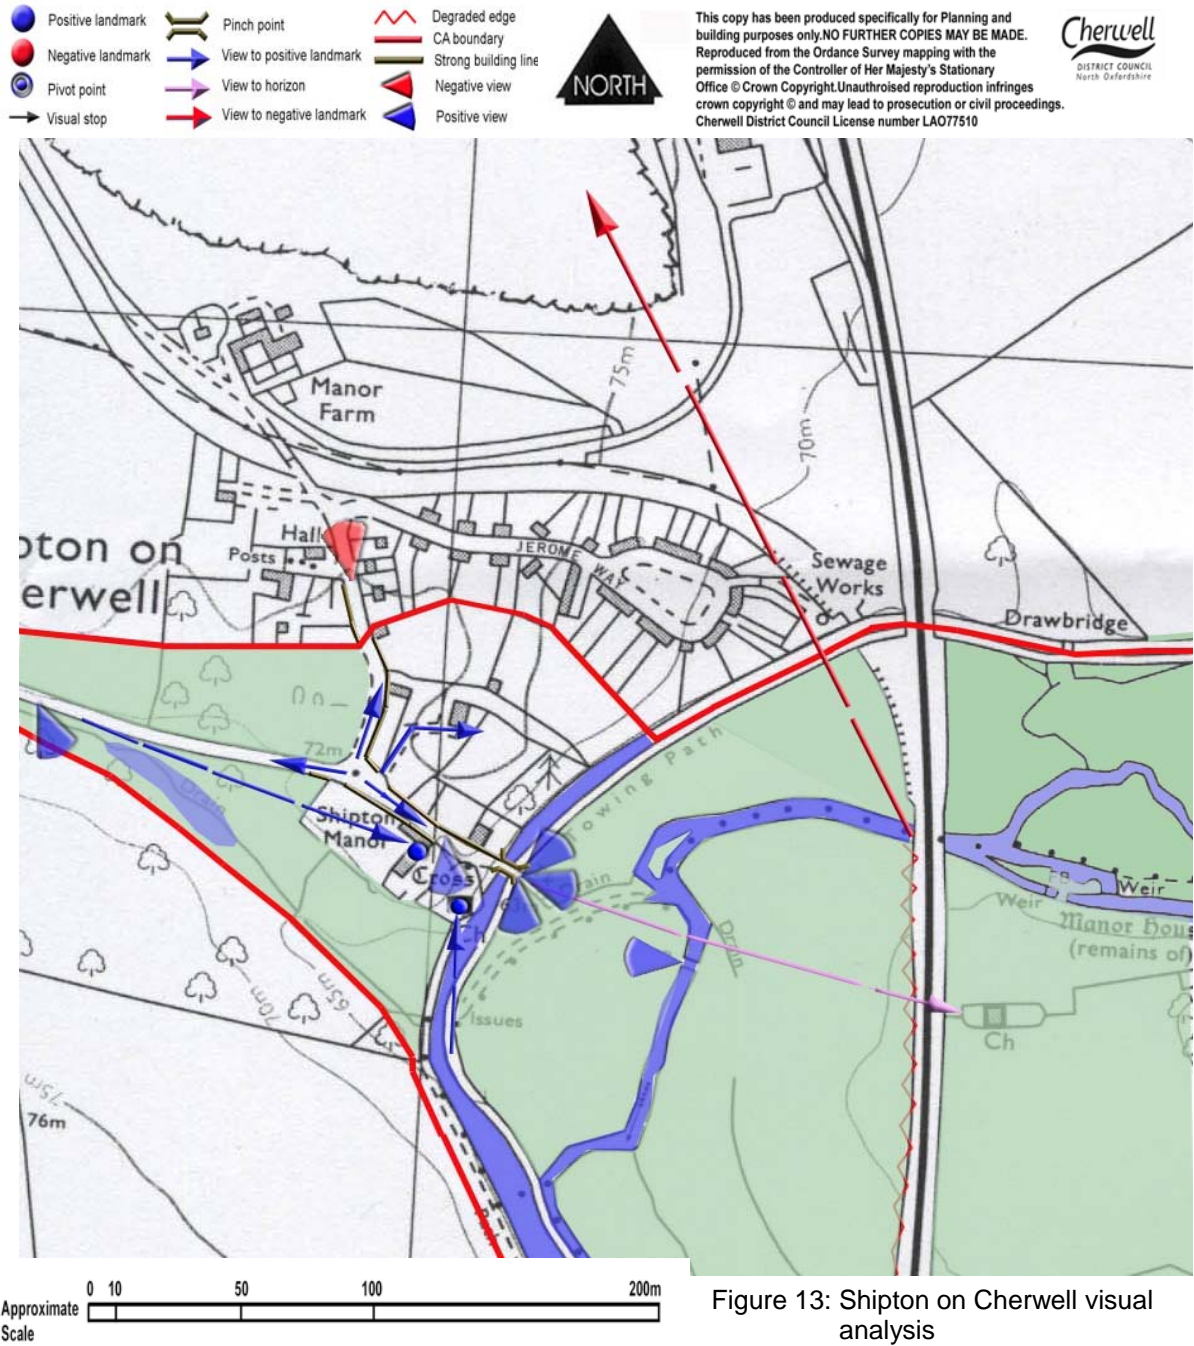 Positive landmark
Negative landmark
Pivot point
Visual stop
Pinch point
View to positive landmark
View to horizon
View to negative landmark
Degraded edge
CA boundary
Strong building line
Negative view
Positive view
NORTH
This copy has been produced specifically for Planning and
building purposes only.NO FURTHER COPIES MAY BE MADE.
Reproduced from the Ordance Survey mapping with the
permission of the Controller of Her Majesty's Stationary
Office © Crown Copyright.Unauthroised reproduction infringes
crown copyright © and may lead to prosecution or civil proceedings.
Cherwell District Council License number LAO77510
Cherwell
DISTRICT COUNCIL
North Oxfordshire
Manor
Farm
75m
70m
Hall
Posts
pton on
erwell
JEROME
WAY
Sewage
Works
Drawbridge
72m
Drain
Towing Path
Shipton
Manor
Cross
Drain
Ch
Drain
Issues
Weir
Weir
Manor Hous
(remains of)
Ch
65m
70m
75m
76m
Path
Approximate
Scale
0 10 50 100 200m
Figure 13: Shipton on Cherwell visual
analysis